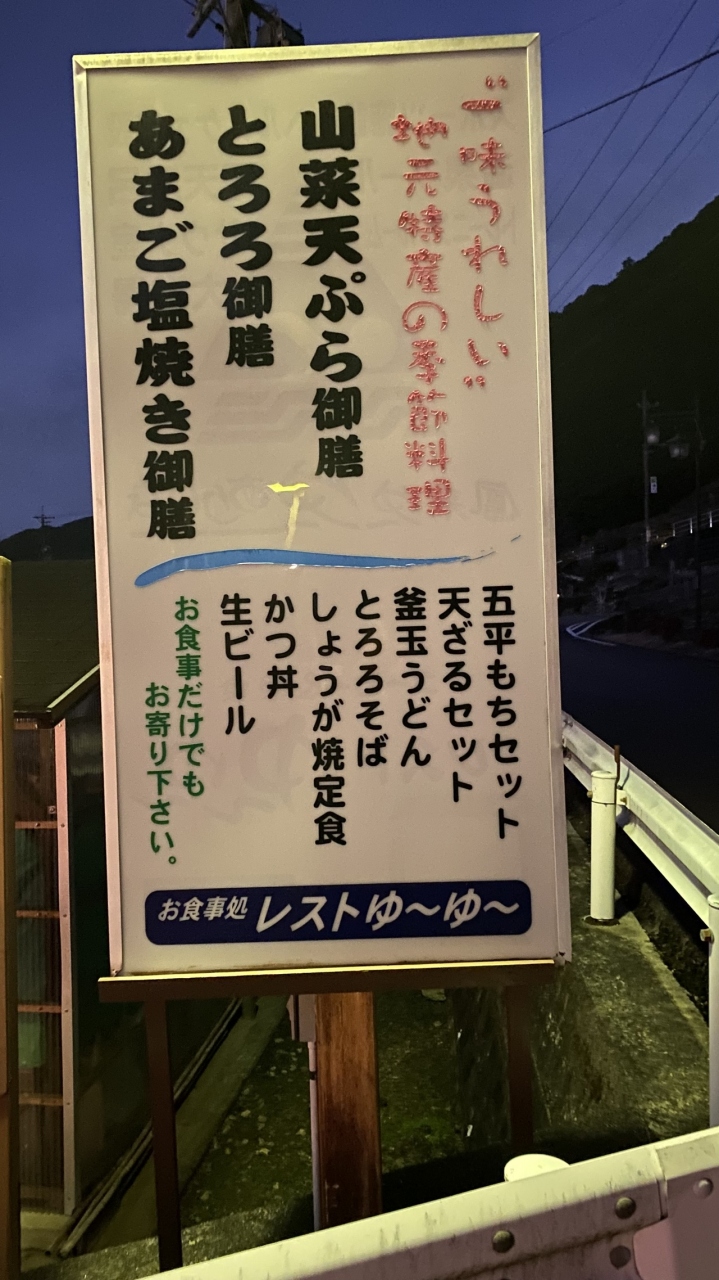 "一味うれしい"
地元特産の季節料理
山菜天ぷら御膳
とろろ御膳
あまご塩焼き御膳
五平もちセット
天ざるセット
釜玉うどん
とろろそば
しょうが焼定食
かつ丼
生ビール
お食事だけでも
お寄り下さい。
お食事処 レストゆ〜ゆ〜